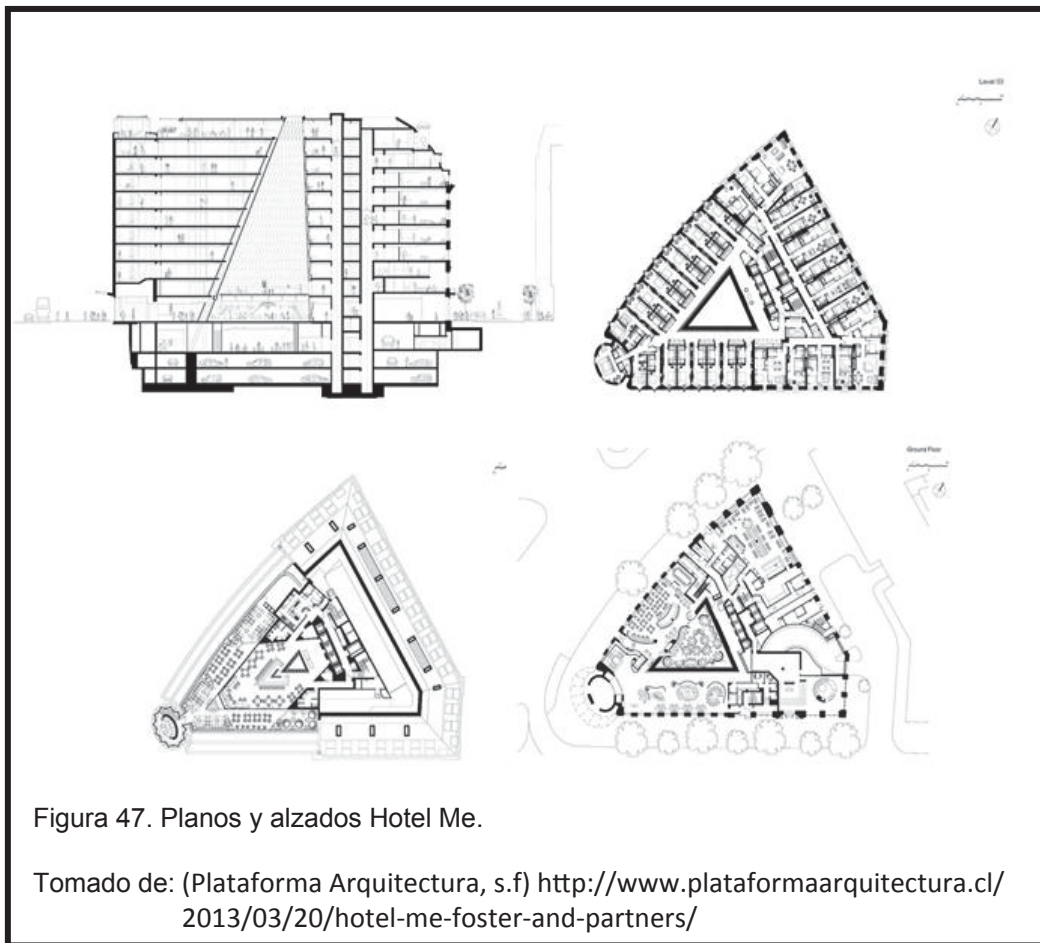 Level 03
Ground Floor
Figura 47. Planos y alzados Hotel Me.
Tomado de: (Plataforma Arquitectura, s.f) http://www.plataformaarquitectura.cl/
2013/03/20/hotel-me-foster-and-partners/